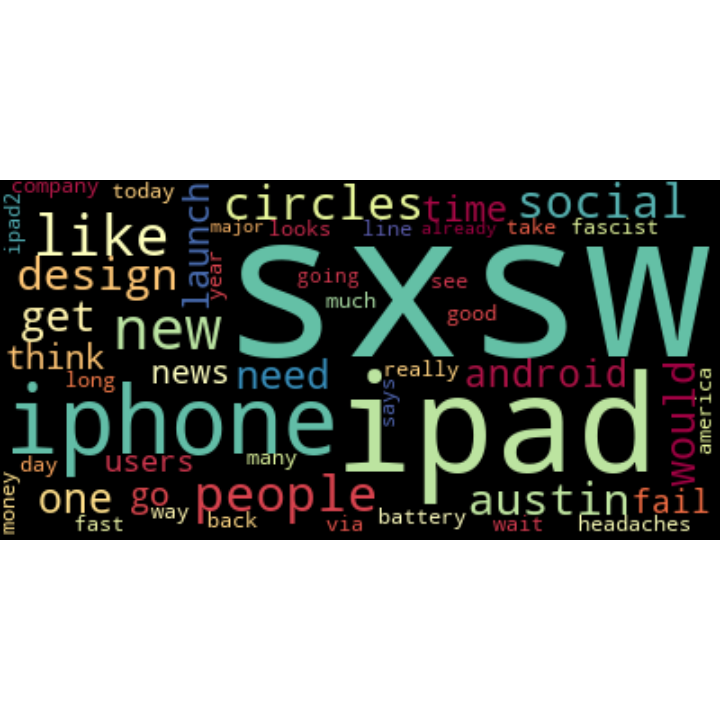 company
today
ipad2
launch
circles
time
social
like
major
looks
line
already
take
fascist
design
year
going
much
see
good
sxsw
get
new
think
long
news
need
really
android
says
would
america
iphone
ipad
day
users
many
money
one
go
way
people
austin
fail
fast
back
via
battery
wait
headaches